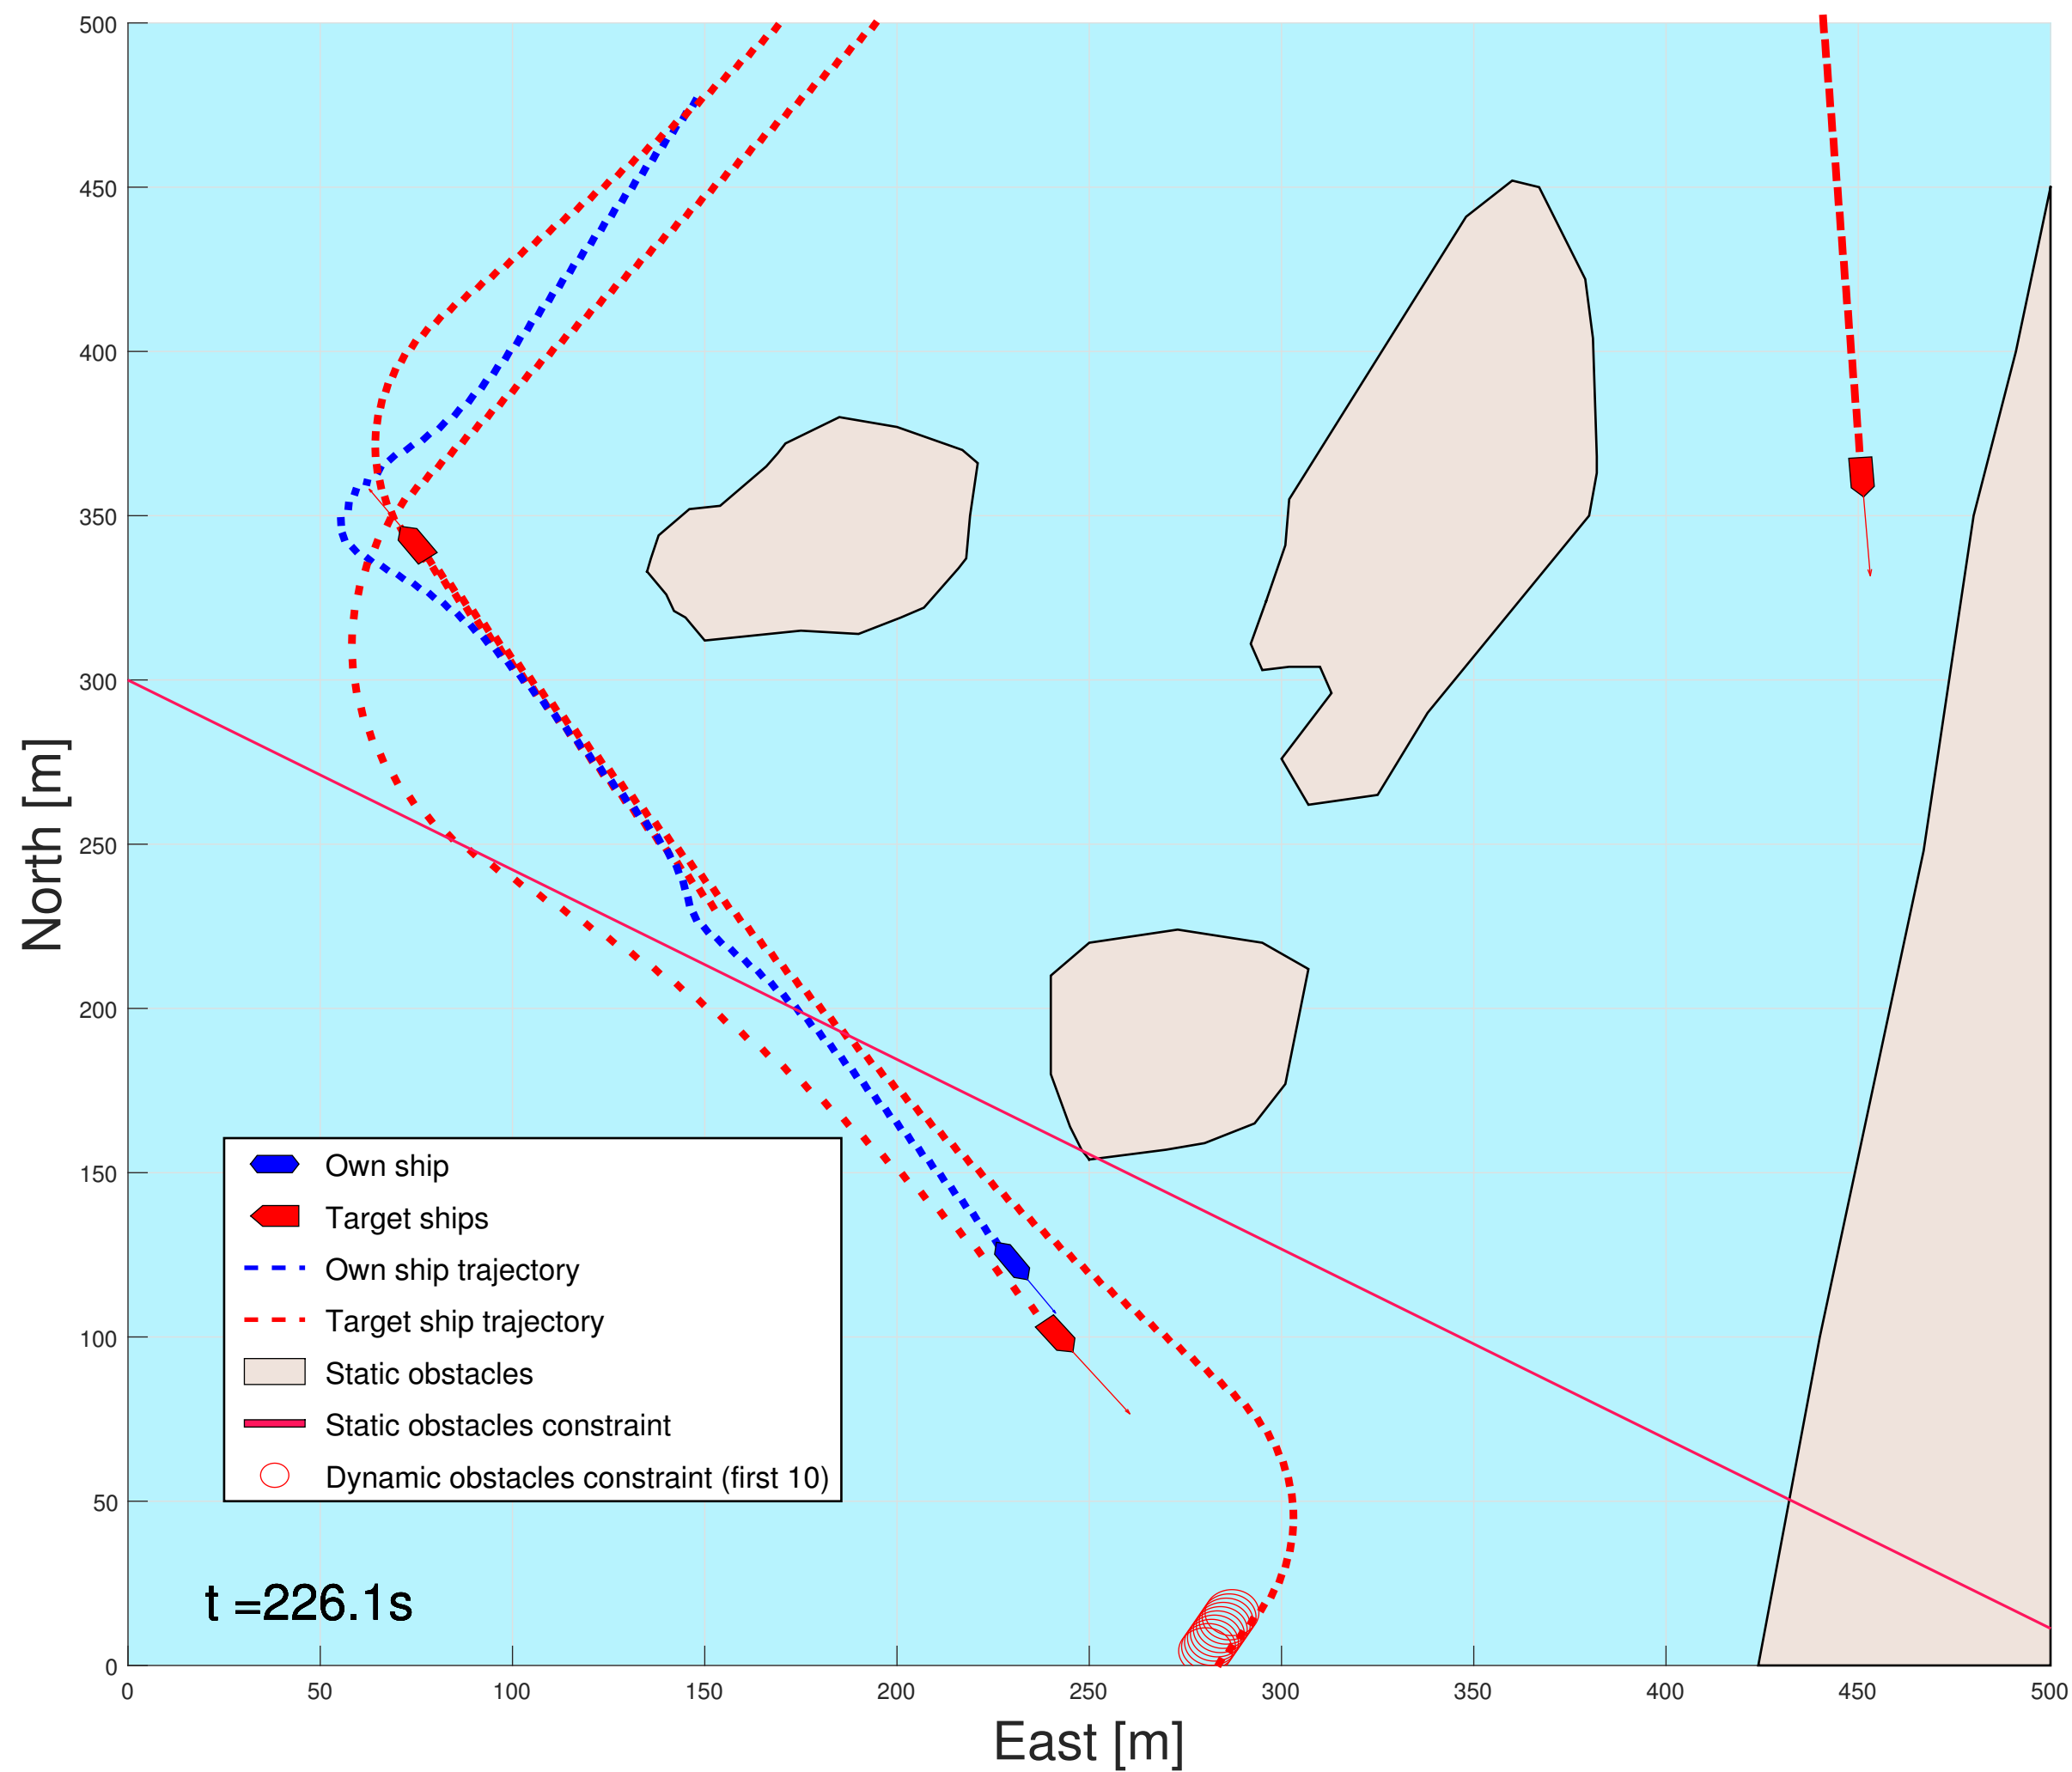 500
450
400
350
300
250
200
150
100
50
0
North [m]
Own ship
Target ships
Own ship trajectory
Target ship trajectory
Static obstacles
Static obstacles constraint
Dynamic obstacles constraint (first 10)
t =226.1s
0 50 100 150 200 250 300 350 400 450 500
East [m]